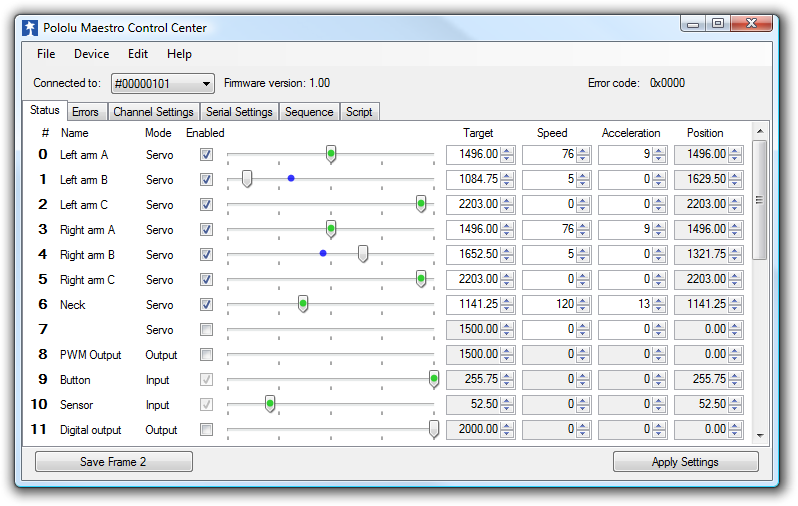 Pololu Maestro Control Center
File Device Edit Help
Connected to: #00000101 Firmware version: 1.00 Error code: 0x0000
Status Errors Channel Settings Serial Settings Sequence Script
# Name Mode Enabled Target Speed Acceleration Position
0 Left arm A Servo 1496.00 76 9 1496.00
1 Left arm B Servo 1084.75 5 0 1629.50
2 Left arm C Servo 2203.00 0 0 2203.00
3 Right arm A Servo 1496.00 76 9 1496.00
4 Right arm B Servo 1652.50 5 0 1321.75
5 Right arm C Servo 2203.00 0 0 2203.00
6 Neck Servo 1141.25 120 13 1141.25
7 Servo 1500.00 0 0 0.00
8 PWM Output Output 1500.00 0 0 0.00
9 Button Input 255.75 0 0 255.75
10 Sensor Input 52.50 0 0 52.50
11 Digital output Output 2000.00 0 0 0.00
Save Frame 2 Apply Settings